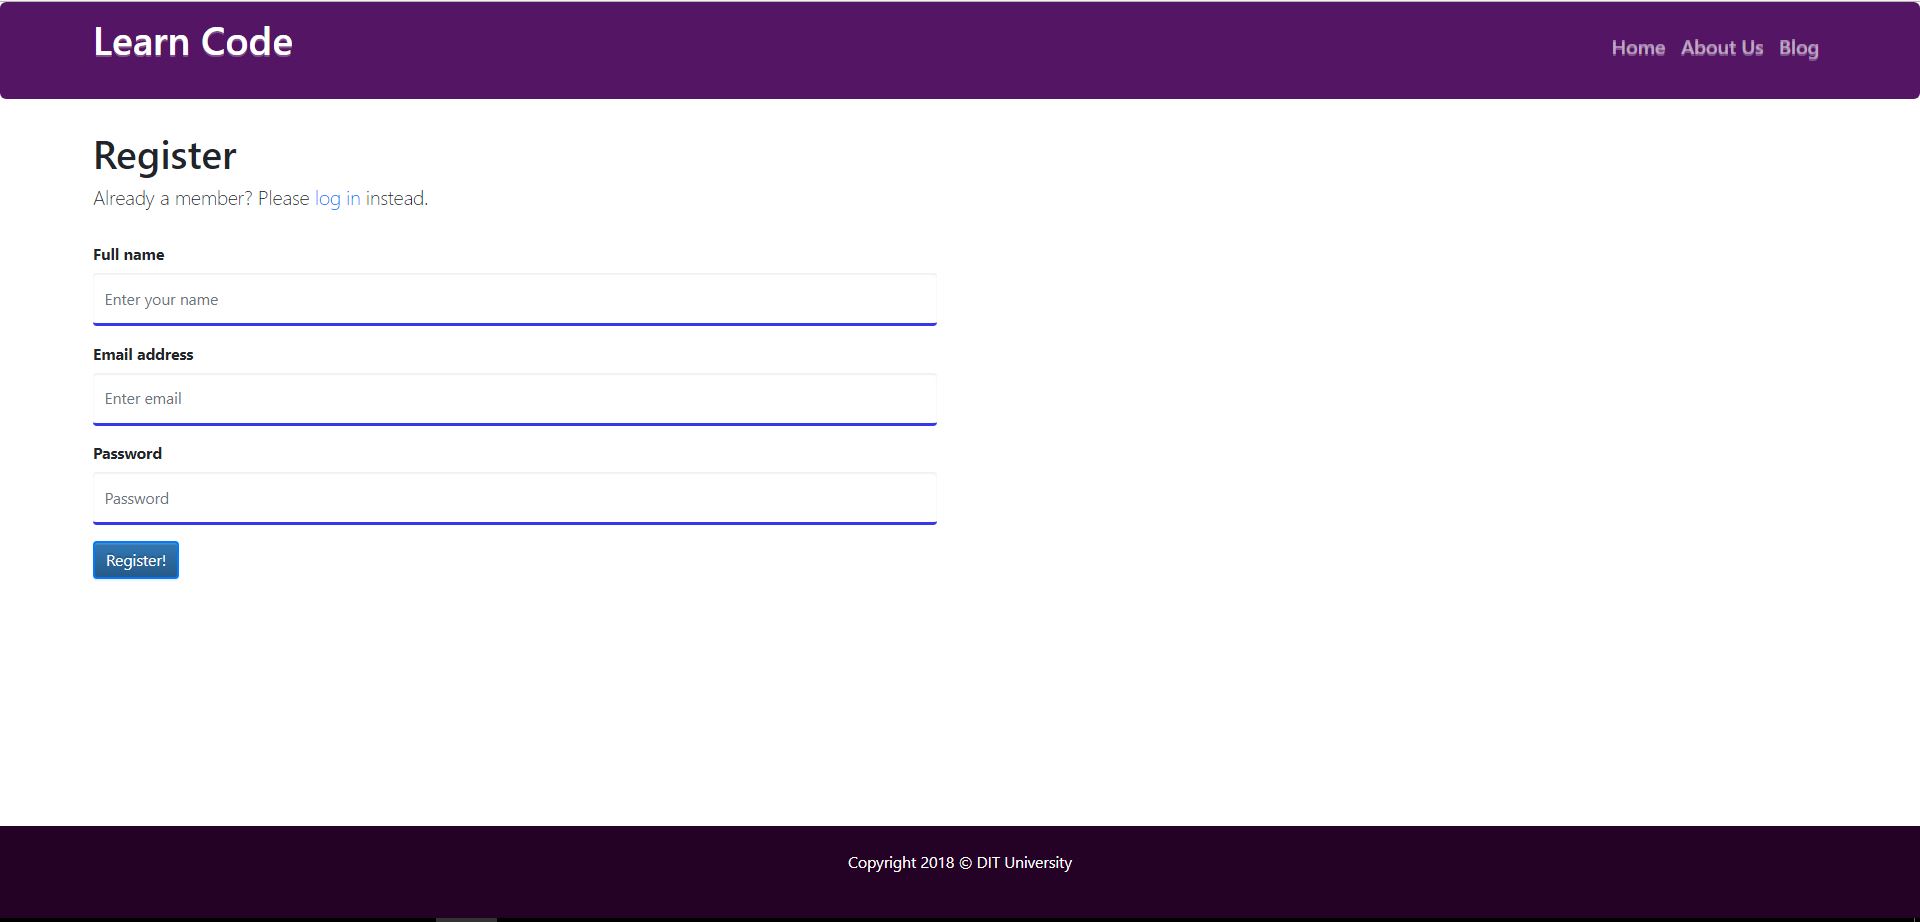 Learn Code
Home About Us Blog
Register
Already a member? Please log in instead.
Full name
Enter your name
Email address
Enter email
Password
Password
Register!
Copyright 2018 © DIT University